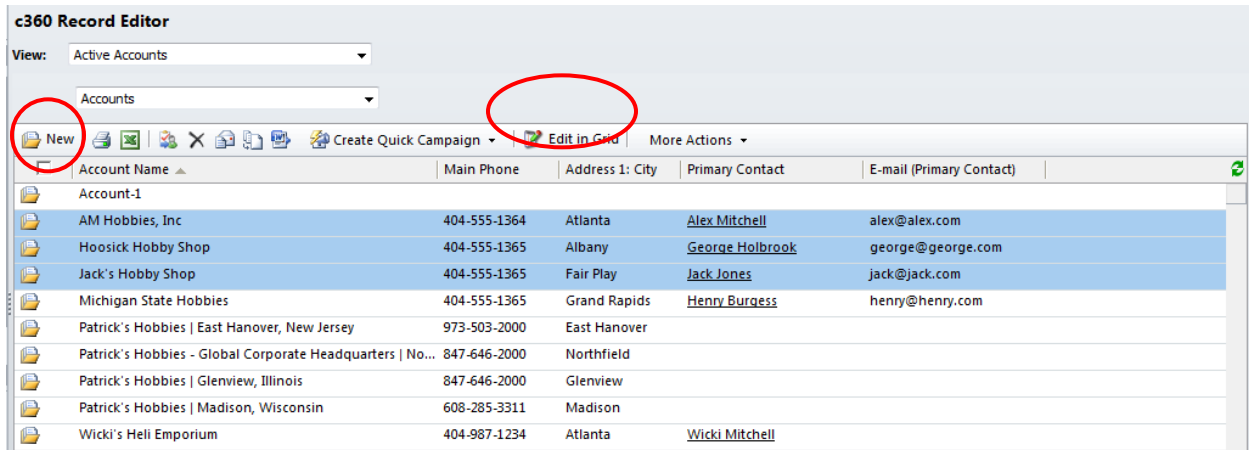 c360 Record Editor
View: Active Accounts
Accounts
New Create Quick Campaign Edit in Grid More Actions
Account Name Main Phone Address 1: City Primary Contact E-mail (Primary Contact)
Account-1
AM Hobbies, Inc 404-555-1364 Atlanta Alex Mitchell alex@alex.com
Hoosick Hobby Shop 404-555-1365 Albany George Holbrook george@george.com
Jack's Hobby Shop 404-555-1365 Fair Play Jack Jones jack@jack.com
Michigan State Hobbies 404-555-1365 Grand Rapids Henry Burgess henry@henry.com
Patrick's Hobbies | East Hanover, New Jersey 973-503-2000 East Hanover
Patrick's Hobbies - Global Corporate Headquarters | No... 847-646-2000 Northfield
Patrick's Hobbies | Glenview, Illinois 847-646-2000 Glenview
Patrick's Hobbies | Madison, Wisconsin 608-285-3311 Madison
Wicki's Heli Emporium 404-987-1234 Atlanta Wicki Mitchell